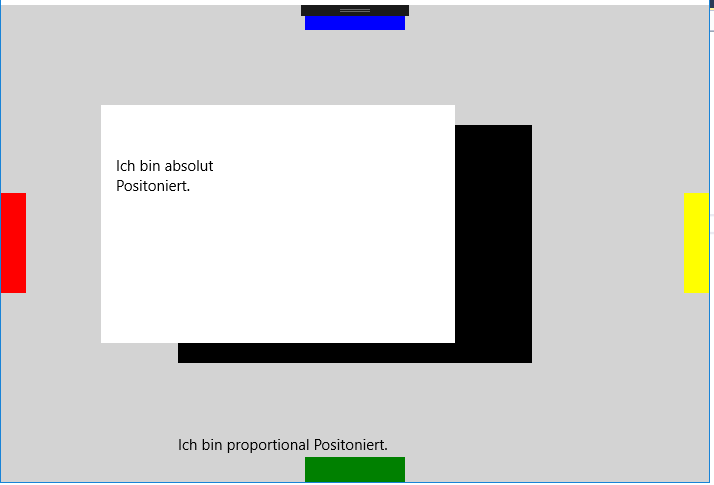 Ich bin absolut
Positoniert.
Ich bin proportional Positoniert.